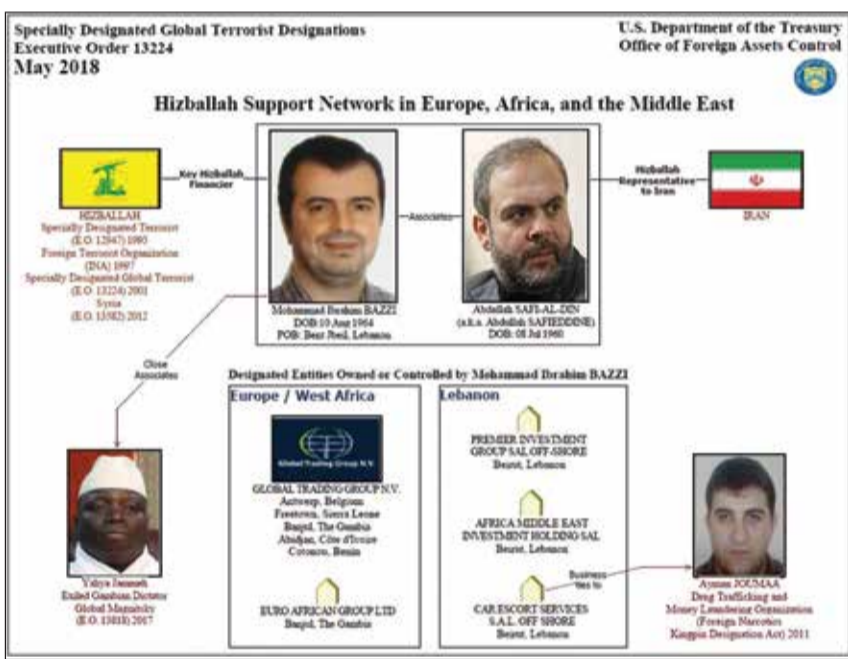 Specially Designated Global Terrorist Designations
Executive Order 13224
May 2018
U.S. Department of the Treasury
Office of Foreign Assets Control
Hizballah Support Network in Europe, Africa, and the Middle East
Key Hizballah
Financier
Associates
Hizballah
Representative
to Iran
HIZBALLAH
Specially Designated Terrorist
(E.O. 12947) 1995
Foreign Terrorist Organization
(INA) 1997
Specially Designated Global Terrorist
(E.O. 13224) 2001
Syria
(E.O. 13582) 2012
Mohammad Ibrahim BAZZI
DOB: 10 Aug 1964
POB: Bent Jbeil, Lebanon
Abdallah SAFI-AL-DIN
(a.k.a. Abdullah SAFIEDDINE)
DOB: 08 Jul 1960
IRAN
Close
Associates
Designated Entities Owned or Controlled by Mohammad Ibrahim BAZZI
Europe / West Africa
Global Trading Group N.V.
GLOBAL TRADING GROUP N.V.
Antwerp, Belgium
Freetown, Sierra Leone
Banjul, The Gambia
Abidjan, Côte d'Ivoire
Cotonou, Benin
EURO AFRICAN GROUP LTD
Banjul, The Gambia
Lebanon
PREMIER INVESTMENT
GROUP SAL OFF-SHORE
Beirut, Lebanon
AFRICA MIDDLE EAST
INVESTMENT HOLDING SAL
Beirut, Lebanon
CAR ESCORT SERVICES
S.A.L. OFF SHORE
Beirut, Lebanon
Business
ties to
Yahya Jammeh
Exiled Gambian Dictator
Global Magnitsky
(E.O. 13818) 2017
Ayman JOUMAA
Drug Trafficking and
Money Laundering Organization
(Foreign Narcotics
Kingpin Designation Act) 2011